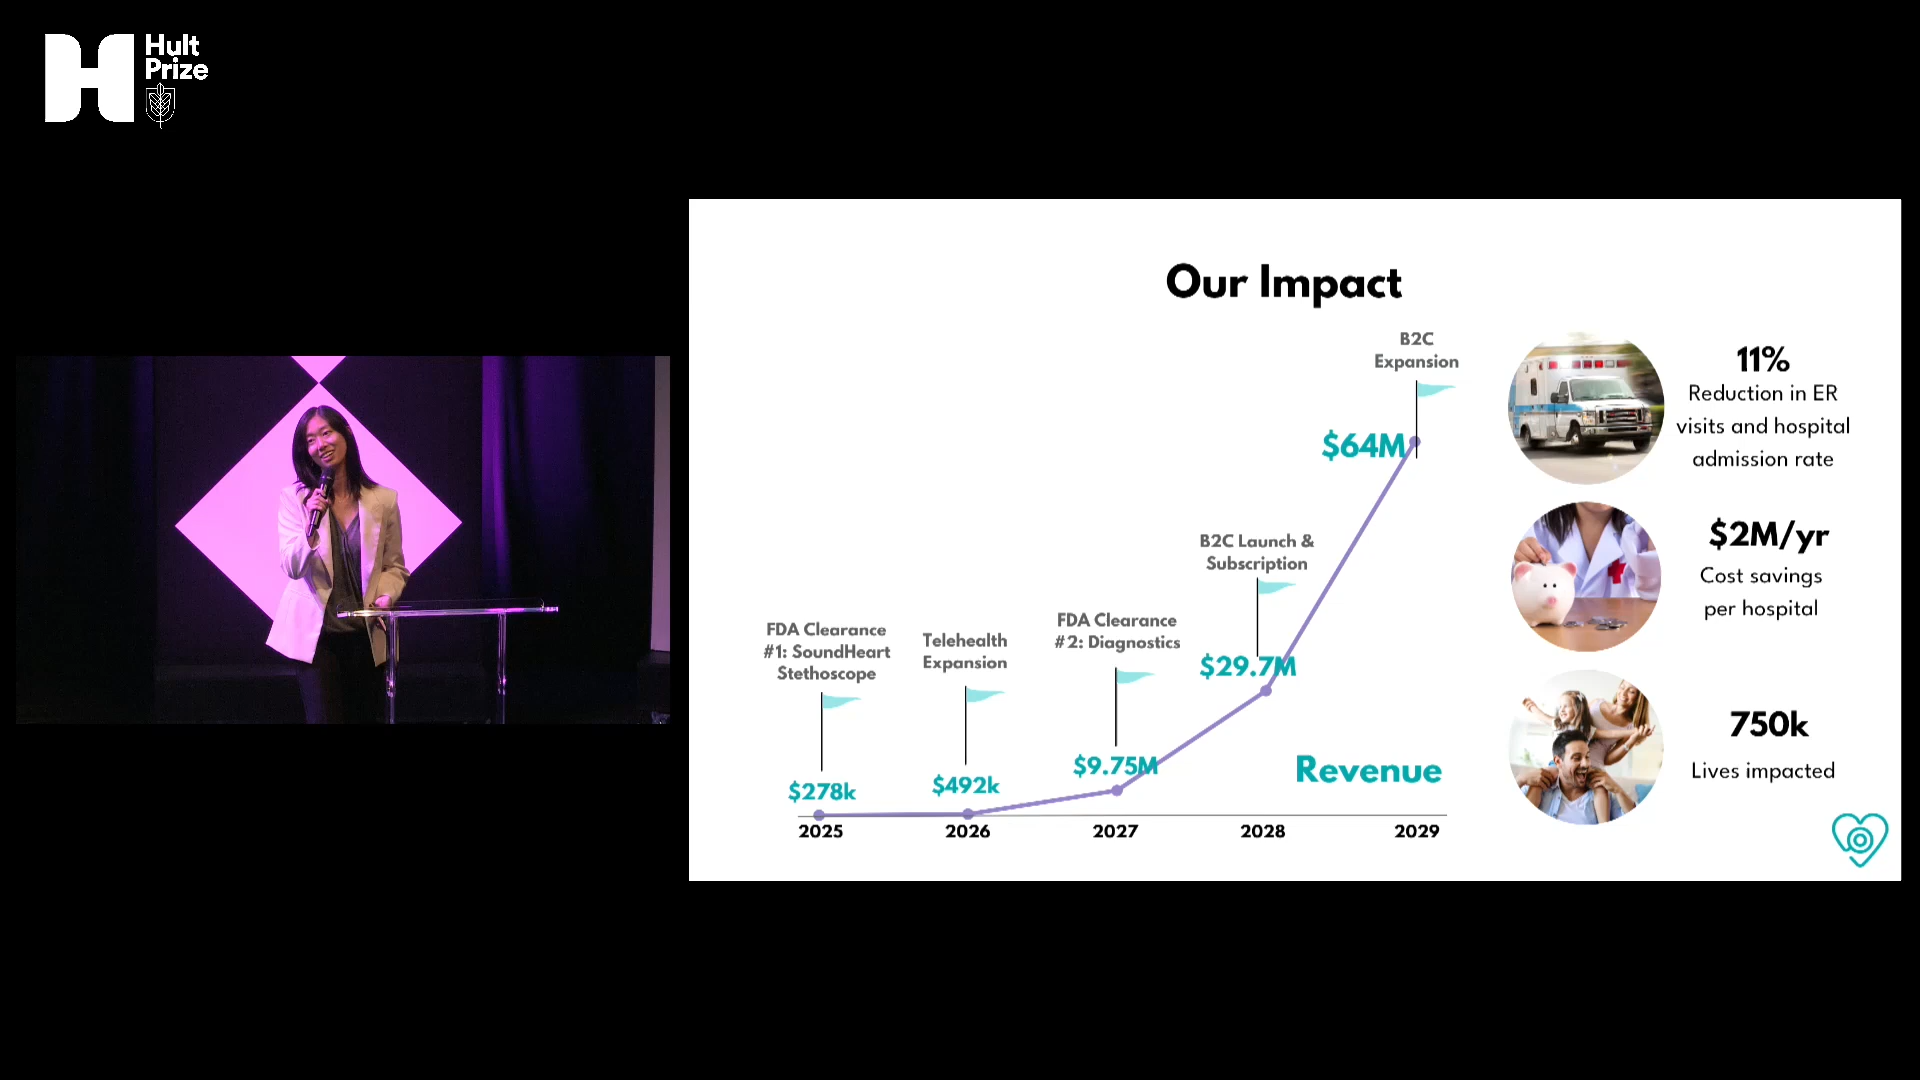 Hult
Prize
Our Impact
B2C
Expansion
$64M
B2C Launch &
Subscription
$29.7M
FDA Clearance
#2: Diagnostics
$9.75M
Telehealth
Expansion
$492k
FDA Clearance
#1: SoundHeart
Stethoscope
$278k
Revenue
2025 2026 2027 2028 2029
11%
Reduction in ER
visits and hospital
admission rate
$2M/yr
Cost savings
per hospital
750k
Lives impacted